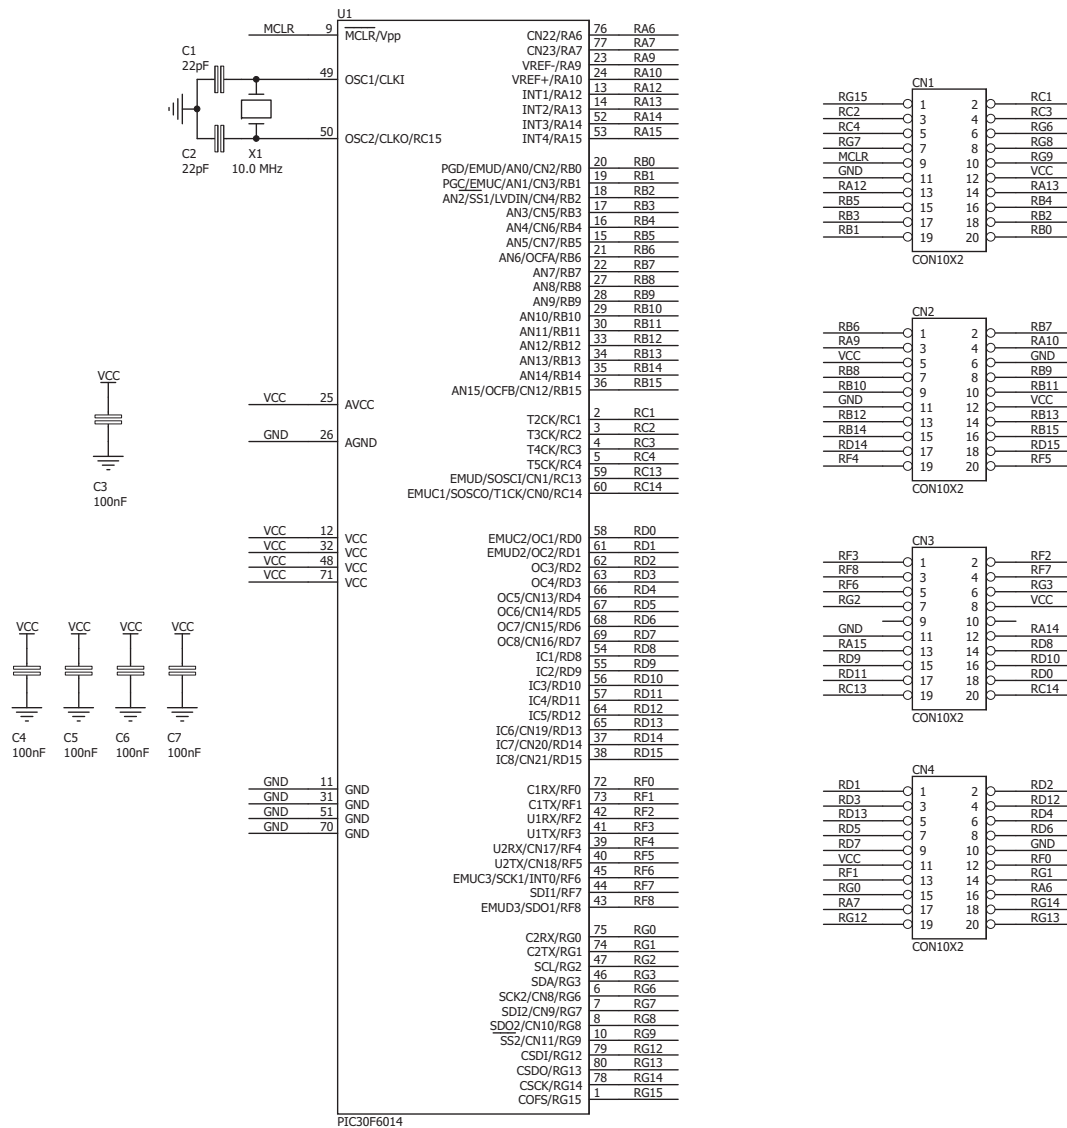 U1
MCLR 9 MCLR/Vpp
C1
22pF
49 OSC1/CLKI
50 OSC2/CLKO/RC15
C2
22pF
X1
10.0 MHz
VCC
C3
100nF
VCC 25 AVCC
GND 26 AGND
VCC 12 VCC
VCC 32 VCC
VCC 48 VCC
VCC 71 VCC
VCC VCC VCC VCC
C4 C5 C6 C7
100nF 100nF 100nF 100nF
GND 11 GND
GND 31 GND
GND 51 GND
GND 70 GND
CN22/RA6 76 RA6
CN23/RA7 77 RA7
VREF-/RA9 23 RA9
VREF+/RA10 24 RA10
INT1/RA12 13 RA12
INT2/RA13 14 RA13
INT3/RA14 52 RA14
INT4/RA15 53 RA15
PGD/EMUD/AN0/CN2/RB0 20 RB0
PGC/EMUC/AN1/CN3/RB1 19 RB1
AN2/SS1/LVDIN/CN4/RB2 18 RB2
AN3/CN5/RB3 17 RB3
AN4/CN6/RB4 16 RB4
AN5/CN7/RB5 15 RB5
AN6/OCFA/RB6 21 RB6
AN7/RB7 22 RB7
AN8/RB8 27 RB8
AN9/RB9 28 RB9
AN10/RB10 29 RB10
AN11/RB11 30 RB11
AN12/RB12 33 RB12
AN13/RB13 34 RB13
AN14/RB14 35 RB14
AN15/OCFB/CN12/RB15 36 RB15
T2CK/RC1 2 RC1
T3CK/RC2 3 RC2
T4CK/RC3 4 RC3
T5CK/RC4 5 RC4
EMUD/SOSCI/CN1/RC13 59 RC13
EMUC1/SOSCO/T1CK/CN0/RC14 60 RC14
EMUC2/OC1/RD0 58 RD0
EMUD2/OC2/RD1 61 RD1
OC3/RD2 62 RD2
OC4/RD3 63 RD3
OC5/CN13/RD4 66 RD4
OC6/CN14/RD5 67 RD5
OC7/CN15/RD6 68 RD6
OC8/CN16/RD7 69 RD7
IC1/RD8 54 RD8
IC2/RD9 55 RD9
IC3/RD10 56 RD10
IC4/RD11 57 RD11
IC5/RD12 64 RD12
IC6/CN19/RD13 65 RD13
IC7/CN20/RD14 37 RD14
IC8/CN21/RD15 38 RD15
C1RX/RF0 72 RF0
C1TX/RF1 73 RF1
U1RX/RF2 42 RF2
U1TX/RF3 41 RF3
U2RX/CN17/RF4 39 RF4
U2TX/CN18/RF5 40 RF5
EMUC3/SCK1/INT0/RF6 45 RF6
SDI1/RF7 44 RF7
EMUD3/SDO1/RF8 43 RF8
C2RX/RG0 75 RG0
C2TX/RG1 74 RG1
SCL/RG2 47 RG2
SDA/RG3 46 RG3
SCK2/CN8/RG6 6 RG6
SDI2/CN9/RG7 7 RG7
SDO2/CN10/RG8 8 RG8
SS2/CN11/RG9 10 RG9
CSDI/RG12 79 RG12
CSDO/RG13 80 RG13
CSCK/RG14 78 RG14
COFS/RG15 1 RG15
PIC30F6014
CN1
RG15 1 2 RC1
RC2 3 4 RC3
RC4 5 6 RG6
RG7 7 8 RG8
MCLR 9 10 RG9
GND 11 12 VCC
RA12 13 14 RA13
RB5 15 16 RB4
RB3 17 18 RB2
RB1 19 20 RB0
CON10X2
CN2
RB6 1 2 RB7
RA9 3 4 RA10
VCC 5 6 GND
RB8 7 8 RB9
RB10 9 10 RB11
GND 11 12 VCC
RB12 13 14 RB13
RB14 15 16 RB15
RD14 17 18 RD15
RF4 19 20 RF5
CON10X2
CN3
RF3 1 2 RF2
RF8 3 4 RF7
RF6 5 6 RG3
RG2 7 8 VCC
9 10
GND 11 12 RA14
RA15 13 14 RD8
RD9 15 16 RD10
RD11 17 18 RD0
RC13 19 20 RC14
CON10X2
CN4
RD1 1 2 RD2
RD3 3 4 RD12
RD13 5 6 RD4
RD5 7 8 RD6
RD7 9 10 GND
VCC 11 12 RF0
RF1 13 14 RG1
RG0 15 16 RA6
RA7 17 18 RG14
RG12 19 20 RG13
CON10X2